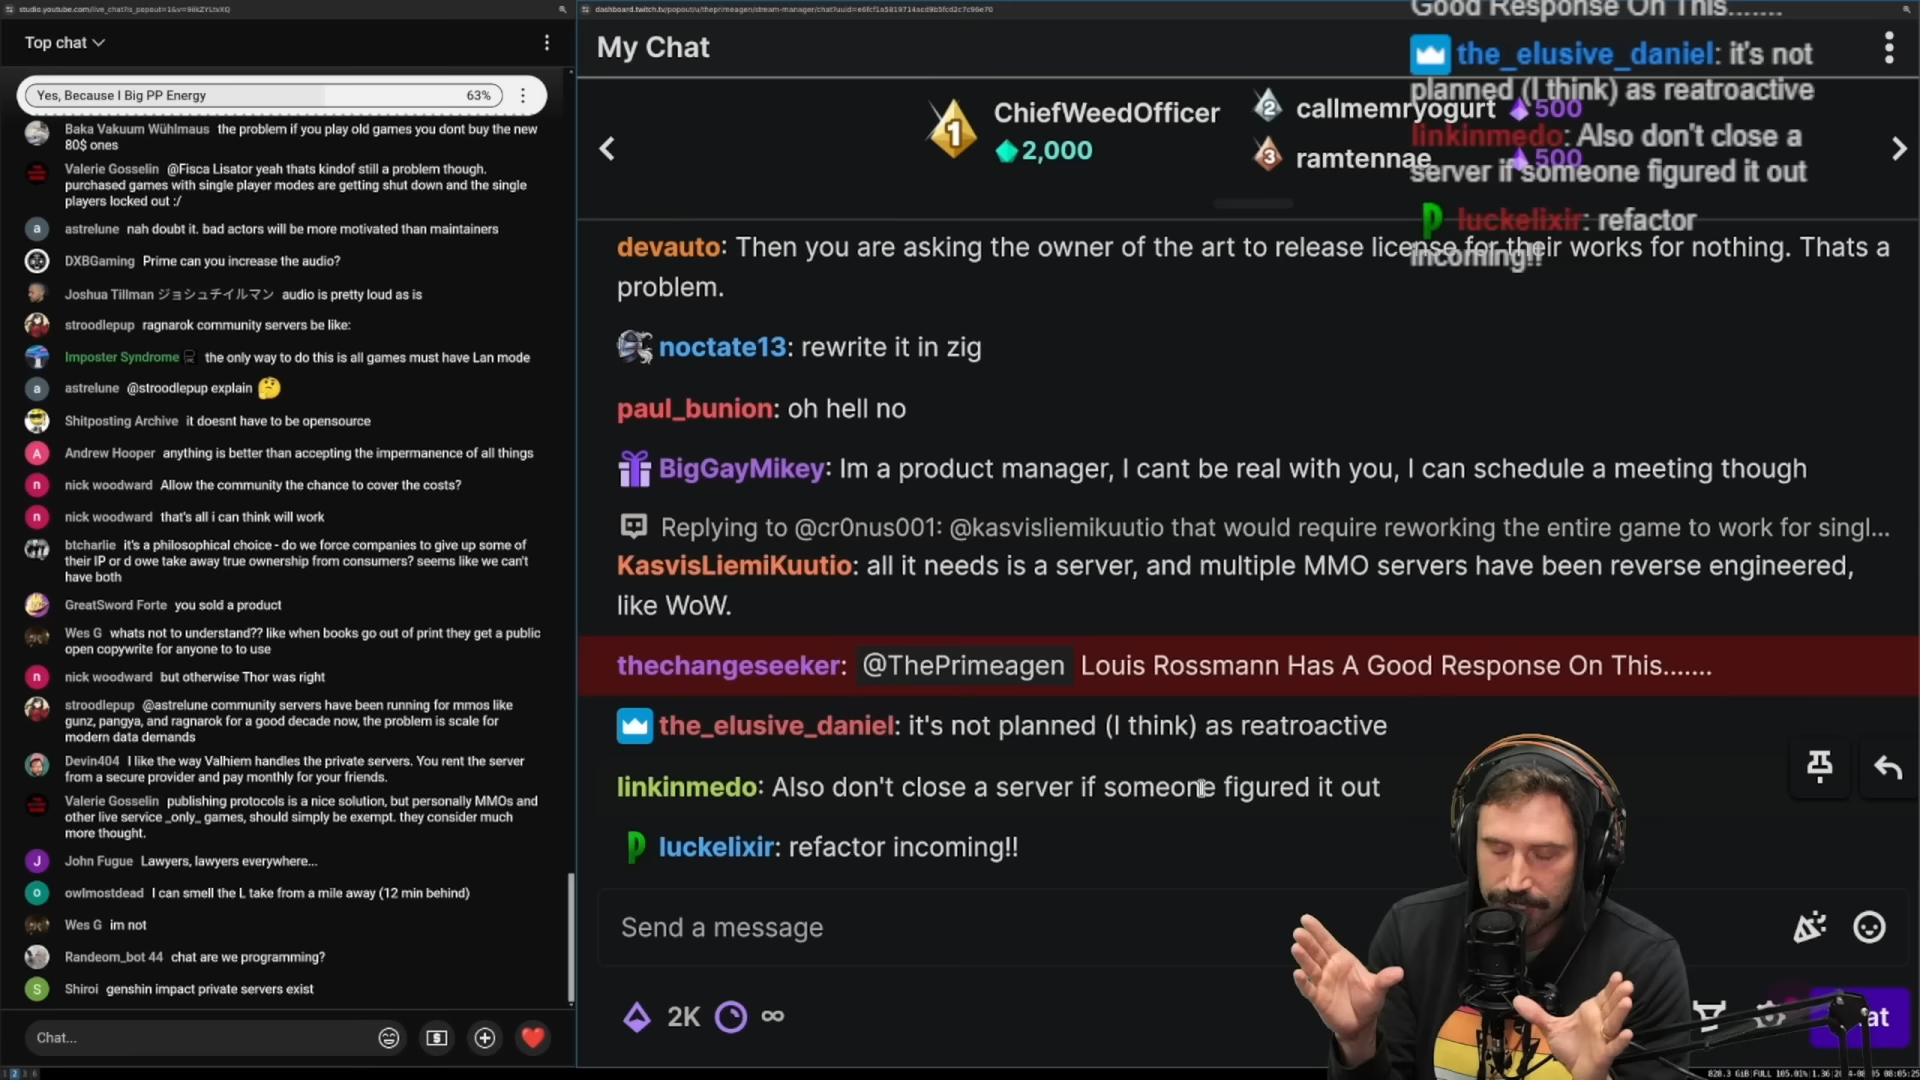 studio.youtube.com/live_chat?is_popout=1&v=
Top chat
Yes, Because I Big PP Energy 63%
Baka Vakuum Wühlmaus the problem if you play old games you dont buy the new
80$ ones
Valerie Gosselin @Fisca Lisator yeah thats kindof still a problem though.
purchased games with single player modes are getting shut down and the single
players locked out :/
astrelune nah doubt it. bad actors will be more motivated than maintainers
DXBGaming Prime can you increase the audio?
Joshua Tillman ジョシュチイルマン audio is pretty loud as is
stroodlepup ragnarok community servers be like:
Imposter Syndrome the only way to do this is all games must have Lan mode
astrelune @stroodlepup explain 🤔
Shitposting Archive it doesnt have to be opensource
Andrew Hooper anything is better than accepting the impermanence of all things
nick woodward Allow the community the chance to cover the costs?
nick woodward that's all i can think will work
btcharlie it's a philosophical choice - do we force companies to give up some of
their IP or d owe take away true ownership from consumers? seems like we can't
have both
GreatSword Forte you sold a product
Wes G whats not to understand?? like when books go out of print they get a public
open copywrite for anyone to to use
nick woodward but otherwise Thor was right
stroodlepup @astrelune community servers have been running for mmos like
gunz, pangya, and ragnarok for a good decade now, the problem is scale for
modern data demands
Devin404 I like the way Valhiem handles the private servers. You rent the server
from a secure provider and pay monthly for your friends.
Valerie Gosselin publishing protocols is a nice solution, but personally MMOs and
other live service _only_ games, should simply be exempt. they consider much
more thought.
John Fugue Lawyers, lawyers everywhere...
owlmostdead I can smell the L take from a mile away (12 min behind)
Wes G im not
Randeom_bot 44 chat are we programming?
Shiroi genshin impact private servers exist
Chat...
My Chat
1 ChiefWeedOfficer
2,000
2 callmemryogurt 500
3 ramtennae 500
devauto: Then you are asking the owner of the art to release license for their works for nothing. Thats a
problem.
noctate13: rewrite it in zig
paul_bunion: oh hell no
BigGayMikey: Im a product manager, I cant be real with you, I can schedule a meeting though
Replying to @cr0nus001: @kasvisliemikuutio that would require reworking the entire game to work for singl...
KasvisLiemiKuutio: all it needs is a server, and multiple MMO servers have been reverse engineered,
like WoW.
thechangeseeker: @ThePrimeagen Louis Rossmann Has A Good Response On This.......
the_elusive_daniel: it's not planned (I think) as reatroactive
linkinmedo: Also don't close a server if someone figured it out
luckelixir: refactor incoming!!
Send a message
2K ∞
Good Response On This.......
the_elusive_daniel: it's not
planned (I think) as reatroactive
linkinmedo: Also don't close a
server if someone figured it out
luckelixir: refactor
incoming!!